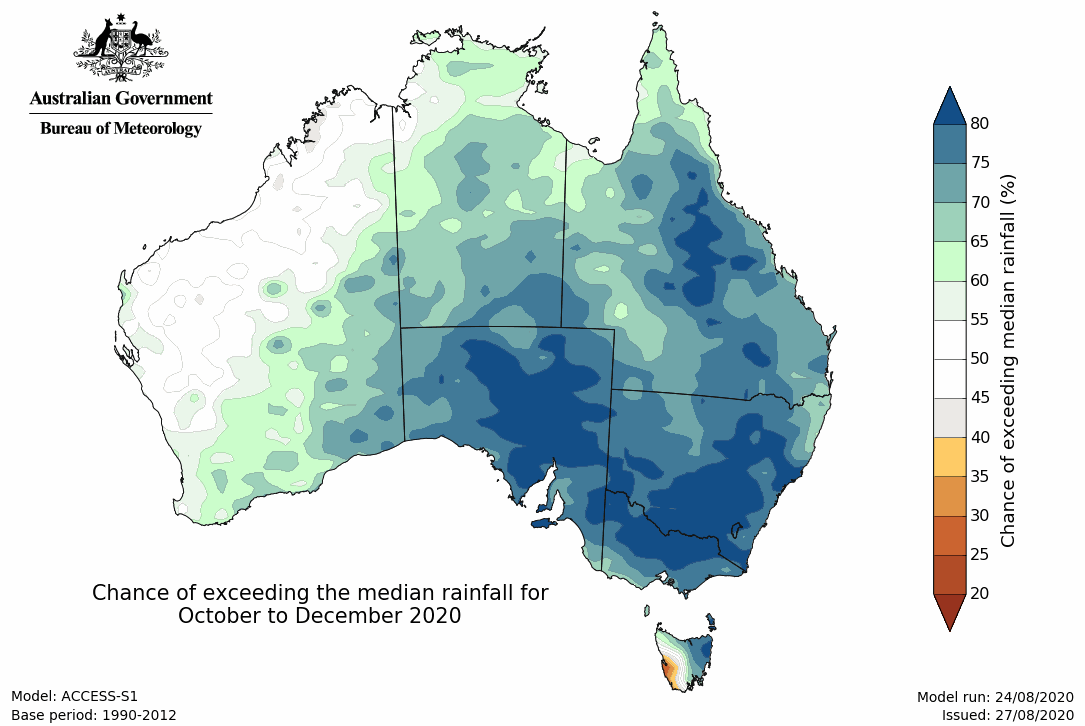 Australian Government
Bureau of Meteorology
80
75
70
65
60
55
50
45
40
35
30
25
20
Chance of exceeding median rainfall (%)
Chance of exceeding the median rainfall for
October to December 2020
Model: ACCESS-S1
Base period: 1990-2012
Model run: 24/08/2020
Issued: 27/08/2020